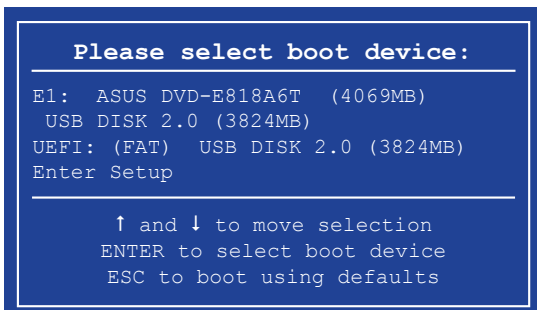 Please select boot device:
E1: ASUS DVD-E818A6T (4069MB)
USB DISK 2.0 (3824MB)
UEFI: (FAT) USB DISK 2.0 (3824MB)
Enter Setup
↑ and ↓ to move selection
ENTER to select boot device
ESC to boot using defaults